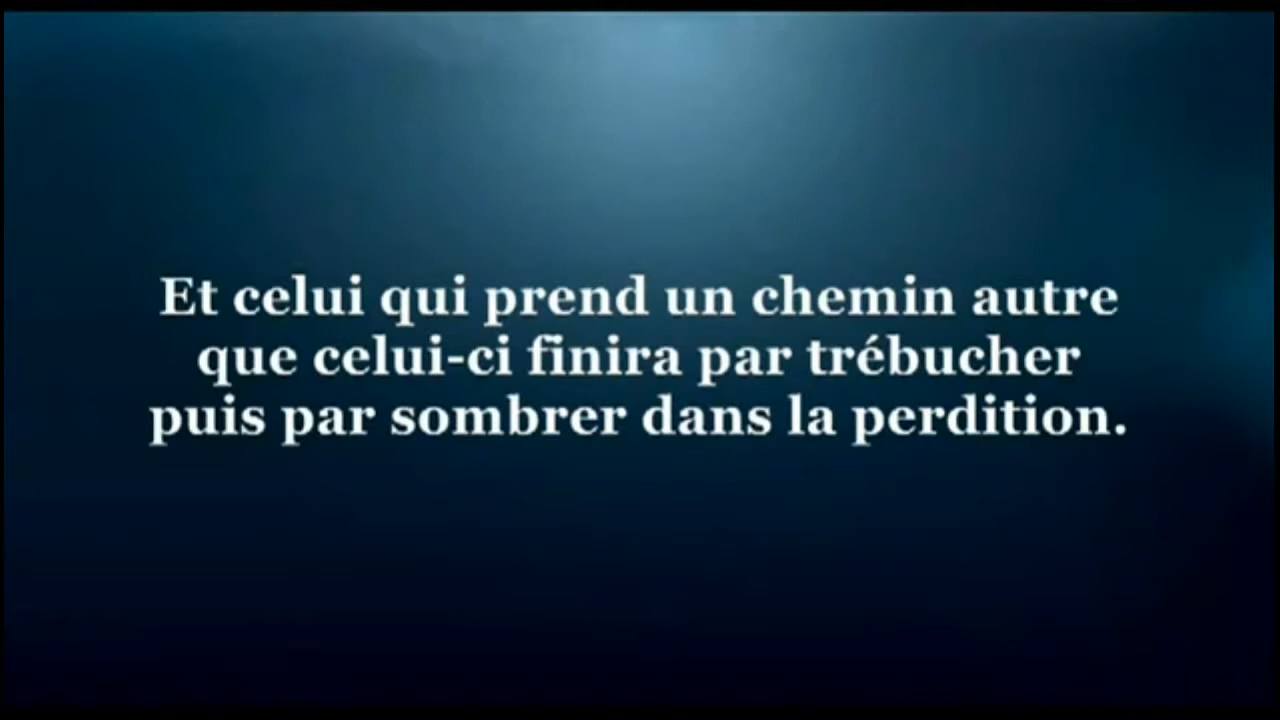 Et celui qui prend un chemin autre
que celui-ci finira par trébucher
puis par sombrer dans la perdition.